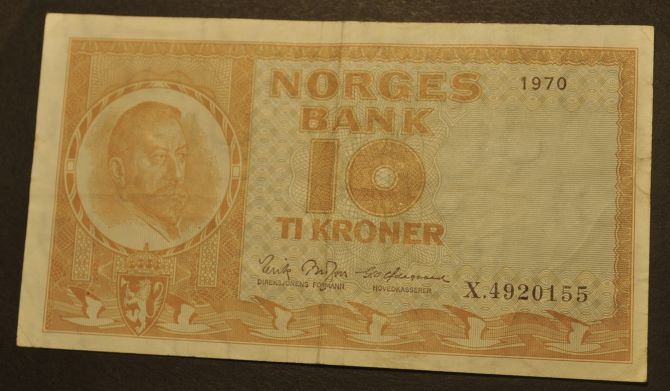 NORGES
BANK
1970
10
TI KRONER
DIREKSJONENS FORMANN
HOVEDKASSERER
X.4920155